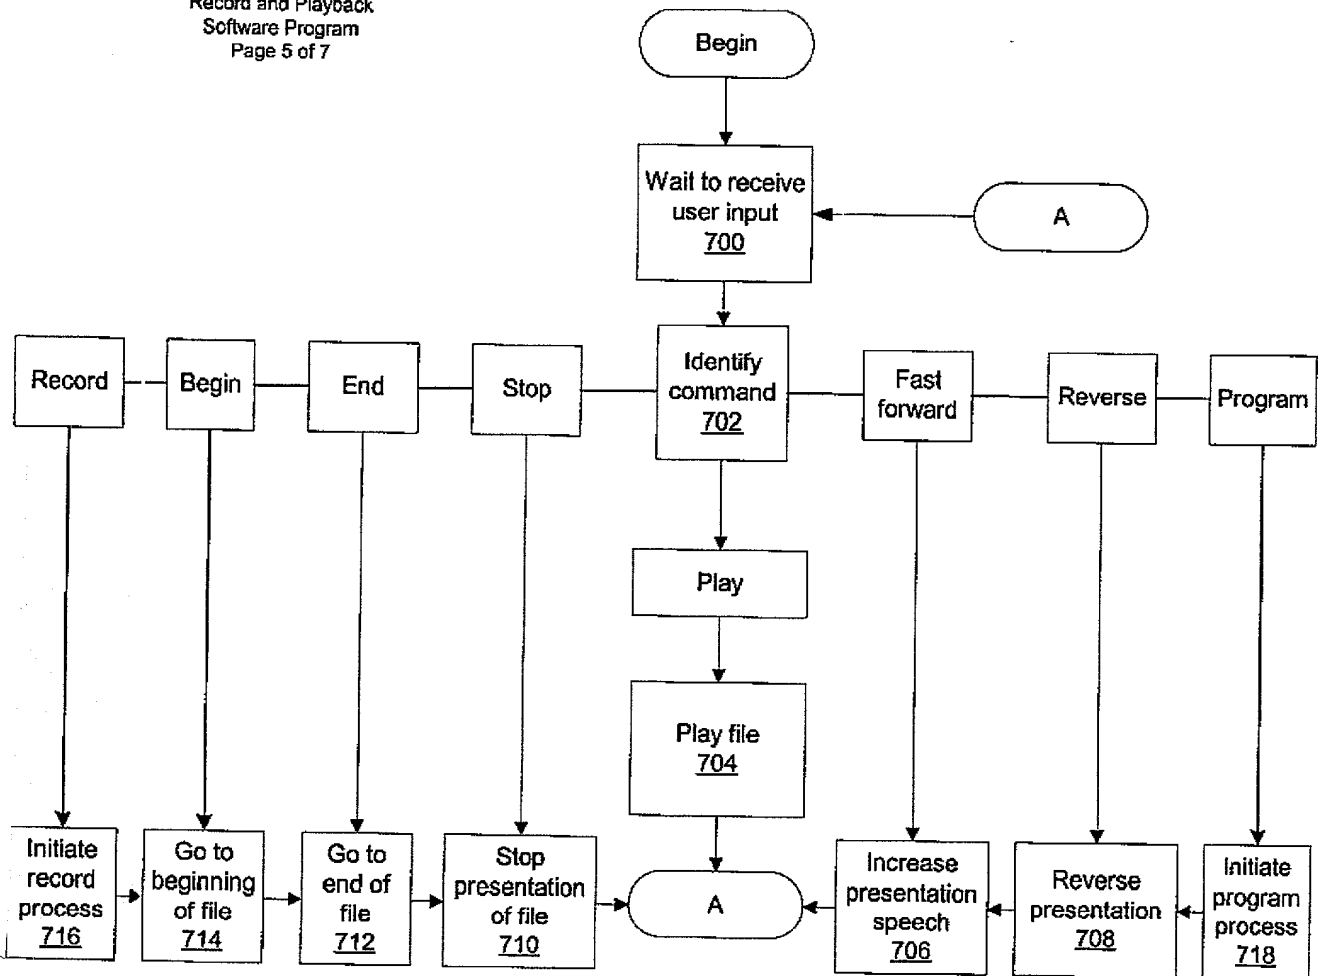 Record and Playback
Software Program
Page 5 of 7
Begin
Wait to receive
user input
700
A
Record
Begin
End
Stop
Identify
command
702
Fast
forward
Reverse
Program
Play
Play file
704
Initiate
record
process
716
Go to
beginning
of file
714
Go to
end of
file
712
Stop
presentation
of file
710
A
Increase
presentation
speech
706
Reverse
presentation
708
Initiate
program
process
718